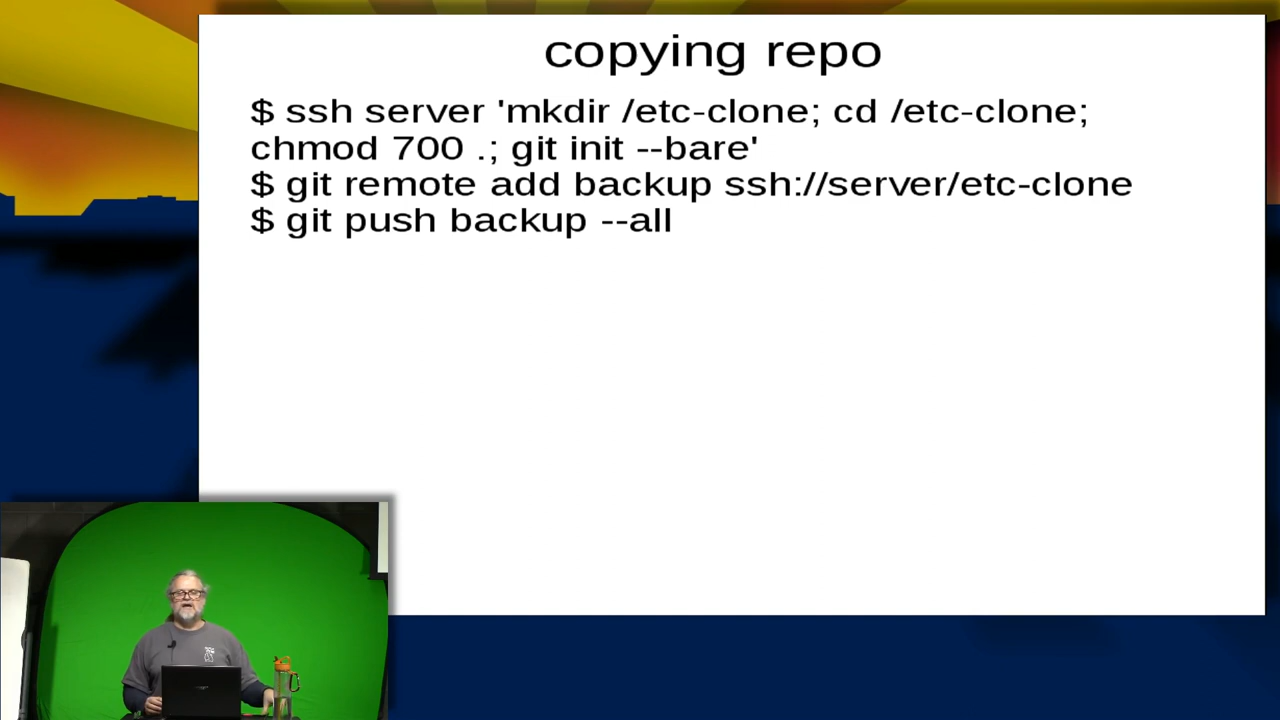 copying repo
$ ssh server 'mkdir /etc-clone; cd /etc-clone;
chmod 700 .; git init --bare'
$ git remote add backup ssh://server/etc-clone
$ git push backup --all